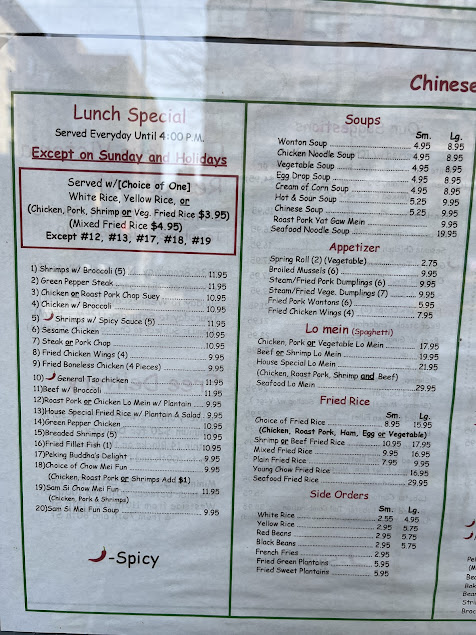 Chinese
Lunch Special
Served Everyday Until 4:00 P.M.
Except on Sunday and Holidays
Served w/[Choice of One]
White Rice, Yellow Rice, or
(Chicken, Pork, Shrimp or Veg. Fried Rice $3.95)
(Mixed Fried Rice $4.95)
Except #12, #13, #17, #18, #19
1) Shrimps w/ Broccoli (5) 11.95
2) Green Pepper Steak 11.95
3) Chicken or Roast Pork Chop Suey 10.95
4) Chicken w/ Broccoli 10.95
5) Shrimps w/ Spicy Sauce (5) 11.95
6) Sesame Chicken 10.95
7) Steak or Pork Chop 10.95
8) Fried Chicken Wings (4) 9.95
9) Fried Boneless Chicken (4 Pieces) 9.95
10) General Tso chicken 11.95
11)Beef w/ Broccoli 11.95
12)Roast Pork or Chicken Lo Mein w/ Plantain 9.95
13)House Special Fried Rice w/ Plantain & Salad 9.95
14)Green Pepper Chicken 10.95
15)Breaded Shrimps (5) 10.95
16)Fried Fillet Fish (1) 10.95
17)Peking Buddha's Delight 9.95
18)Choice of Chow Mei Fun 9.95
(Chicken, Roast Pork or Shrimps Add $1)
19)Sam Si Chow Mei Fun 11.95
(Chicken, Pork & Shrimps)
20)Sam Si Mei Fun Soup 9.95
-Spicy
Soups
Sm. Lg.
Wonton Soup 4.95 8.95
Chicken Noodle Soup 4.95 8.95
Vegetable Soup 4.95 8.95
Egg Drop Soup 4.95 8.95
Cream of Corn Soup 4.95 8.95
Hot & Sour Soup 5.25 9.95
Chinese Soup 5.25 9.95
Roast Pork Yat Gaw Mein 9.95
Seafood Noodle Soup 19.95
Appetizer
Spring Roll (2) (Vegetable) 2.75
Broiled Mussels (6) 9.95
Steam/Fried Pork Dumplings (6) 9.95
Steam/Fried Vege. Dumplings (7) 9.95
Fried Pork Wontons (6) 5.95
Fried Chicken Wings (4) 7.95
Lo mein (Spaghetti)
Chicken, Pork or Vegetable Lo Mein 17.95
Beef or Shrimp Lo Mein 19.95
House Special Lo Mein 21.95
(Chicken, Roast Pork, Shrimp and Beef)
Seafood Lo Mein 29.95
Fried Rice
Sm. Lg.
Choice of Fried Rice 8.95 15.95
(Chicken, Roast Pork, Ham, Egg or Vegetable)
Shrimp or Beef Fried Rice 10.95 17.95
Mixed Fried Rice 9.95 16.95
Plain Fried Rice 7.95 9.95
Young Chow Fried Rice 16.95
Seafood Fried Rice 29.95
Side Orders
Sm. Lg.
White Rice 2.55 4.95
Yellow Rice 2.95 5.75
Red Beans 2.95 5.75
Black Beans 2.95 5.75
French Fries 2.95
Fried Green Plantains 5.95
Fried Sweet Plantains 5.95